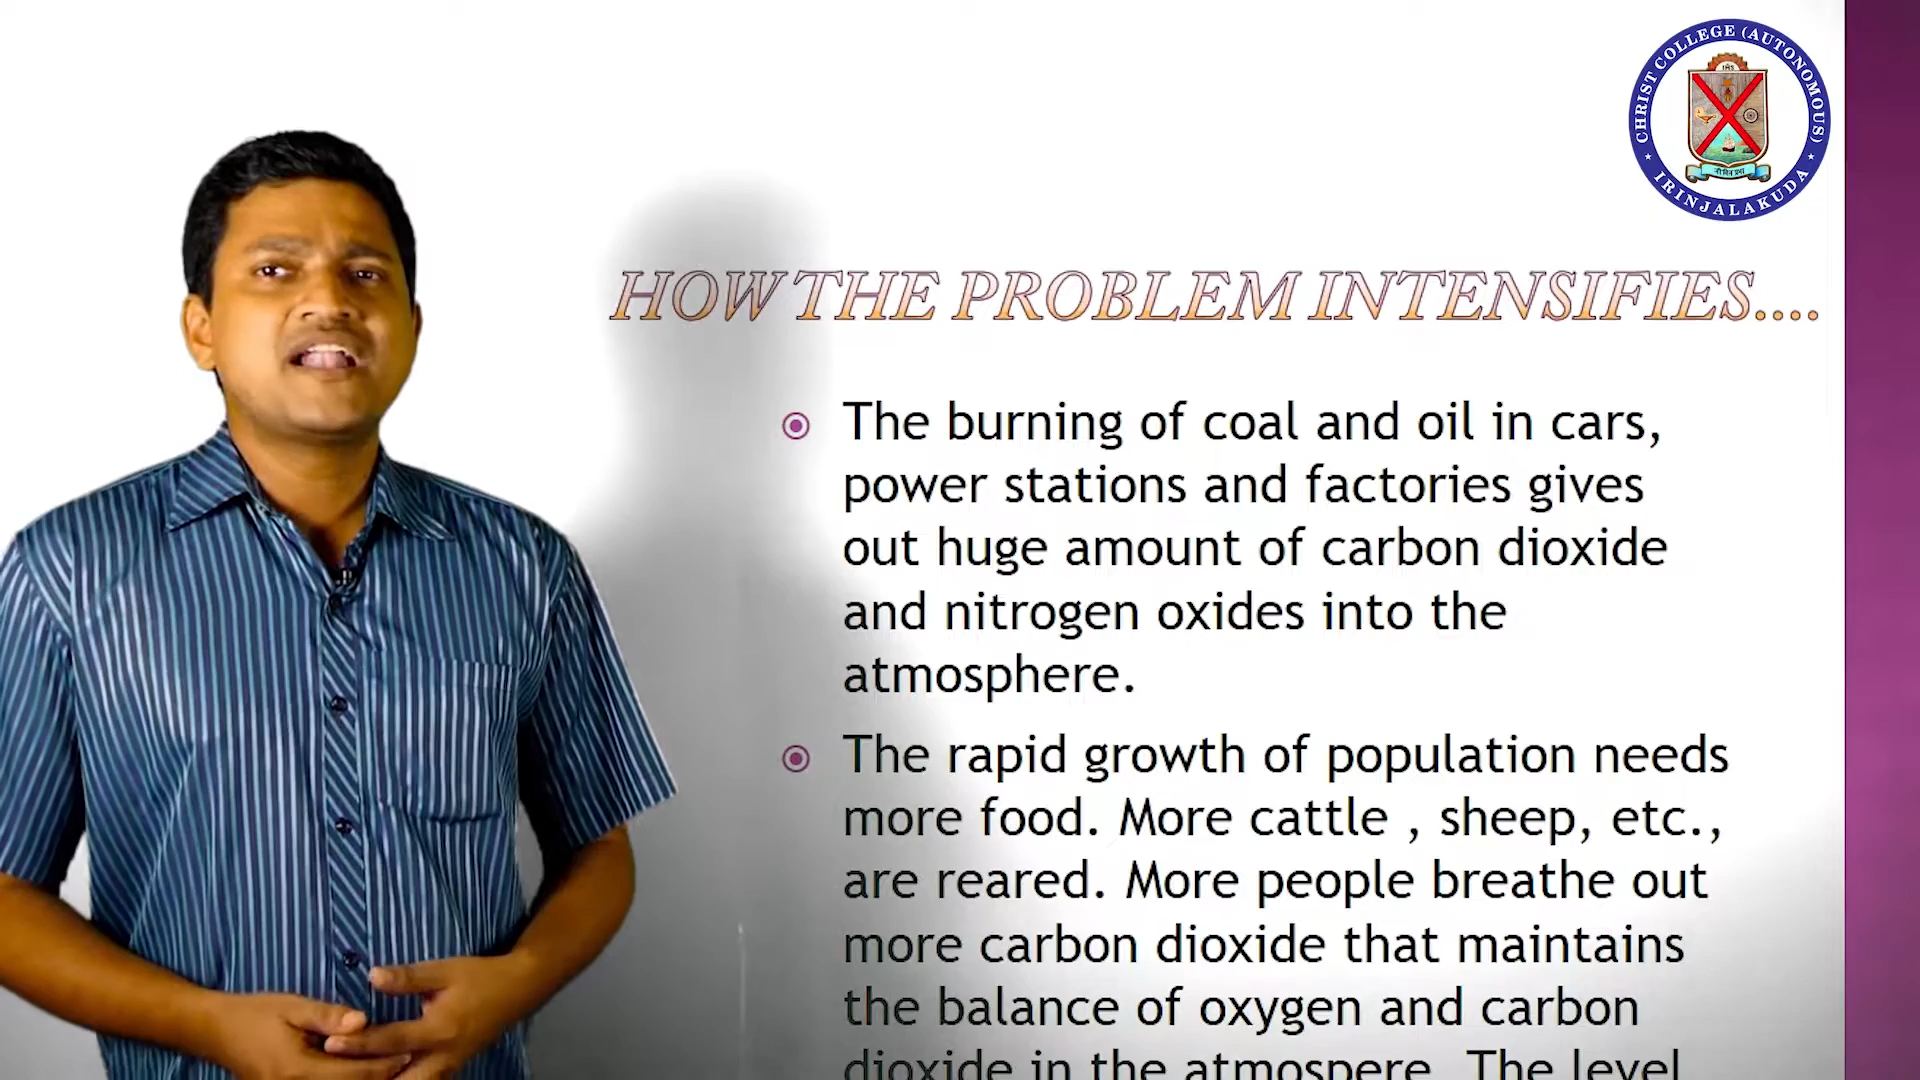 CHRIST COLLEGE (AUTONOMOUS)
IRINJALAKUDA
IHS
HOW THE PROBLEM INTENSIFIES....
The burning of coal and oil in cars,
power stations and factories gives
out huge amount of carbon dioxide
and nitrogen oxides into the
atmosphere.
The rapid growth of population needs
more food. More cattle , sheep, etc.,
are reared. More people breathe out
more carbon dioxide that maintains
the balance of oxygen and carbon
dioxide in the atmospere. The level